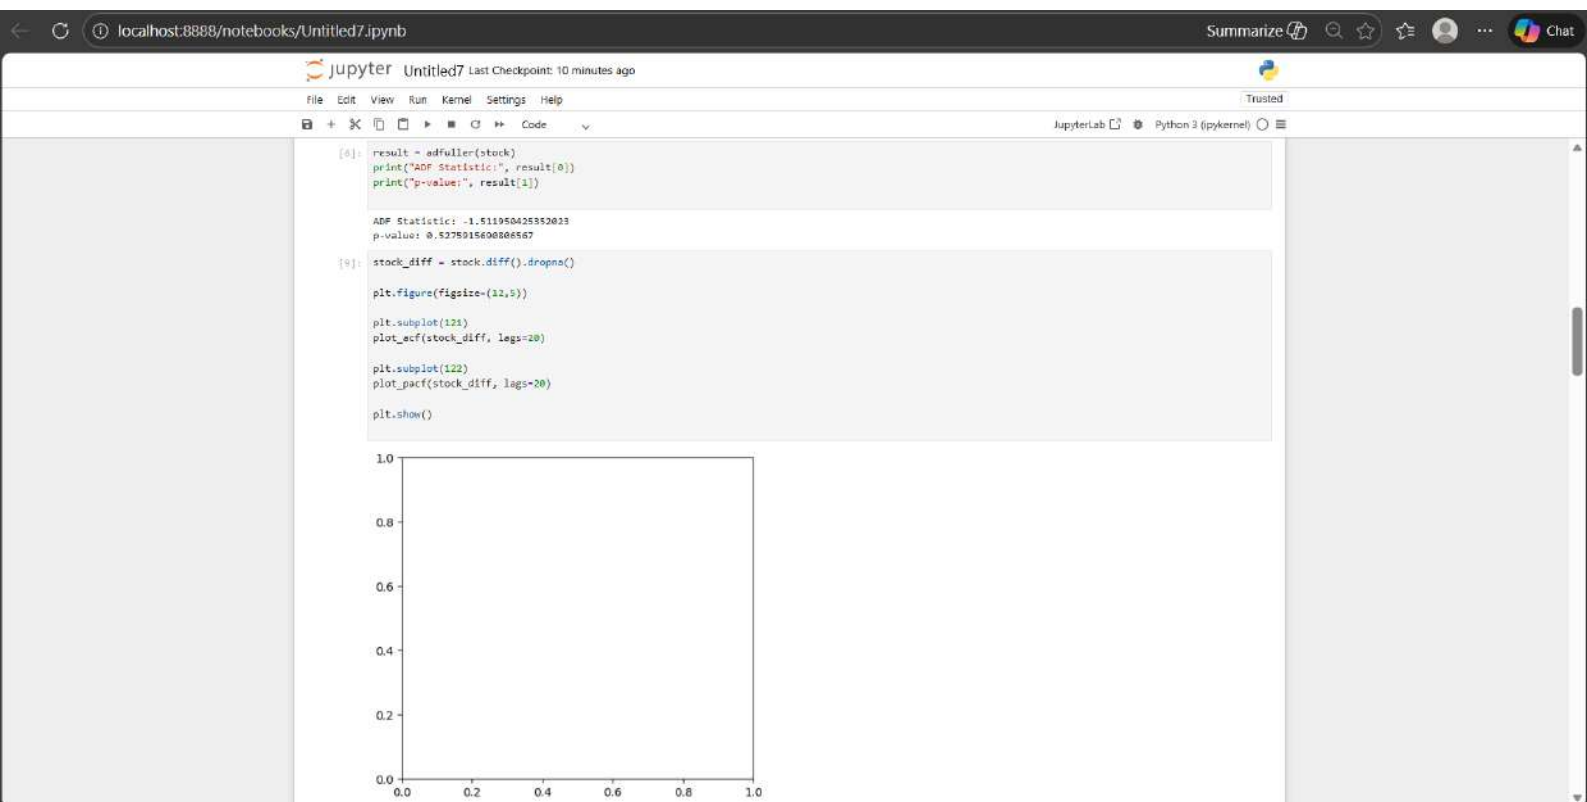 localhost:8888/notebooks/Untitled7.ipynb
Summarize
Chat
jupyter Untitled7 Last Checkpoint: 10 minutes ago
File Edit View Run Kernel Settings Help
Trusted
Code
JupyterLab
Python 3 (ipykernel)
result = adfuller(stock)
print("ADF Statistic:", result[0])
print("p-value:", result[1])
ADF Statistic: -1.511950425352023
p-value: 0.5275915690806567
[9]: stock_diff = stock.diff().dropna()
plt.figure(figsize=(12,5))
plt.subplot(121)
plot_acf(stock_diff, lags=20)
plt.subplot(122)
plot_pacf(stock_diff, lags=20)
plt.show()
1.0
0.8
0.6
0.4
0.2
0.0
0.0 0.2 0.4 0.6 0.8 1.0